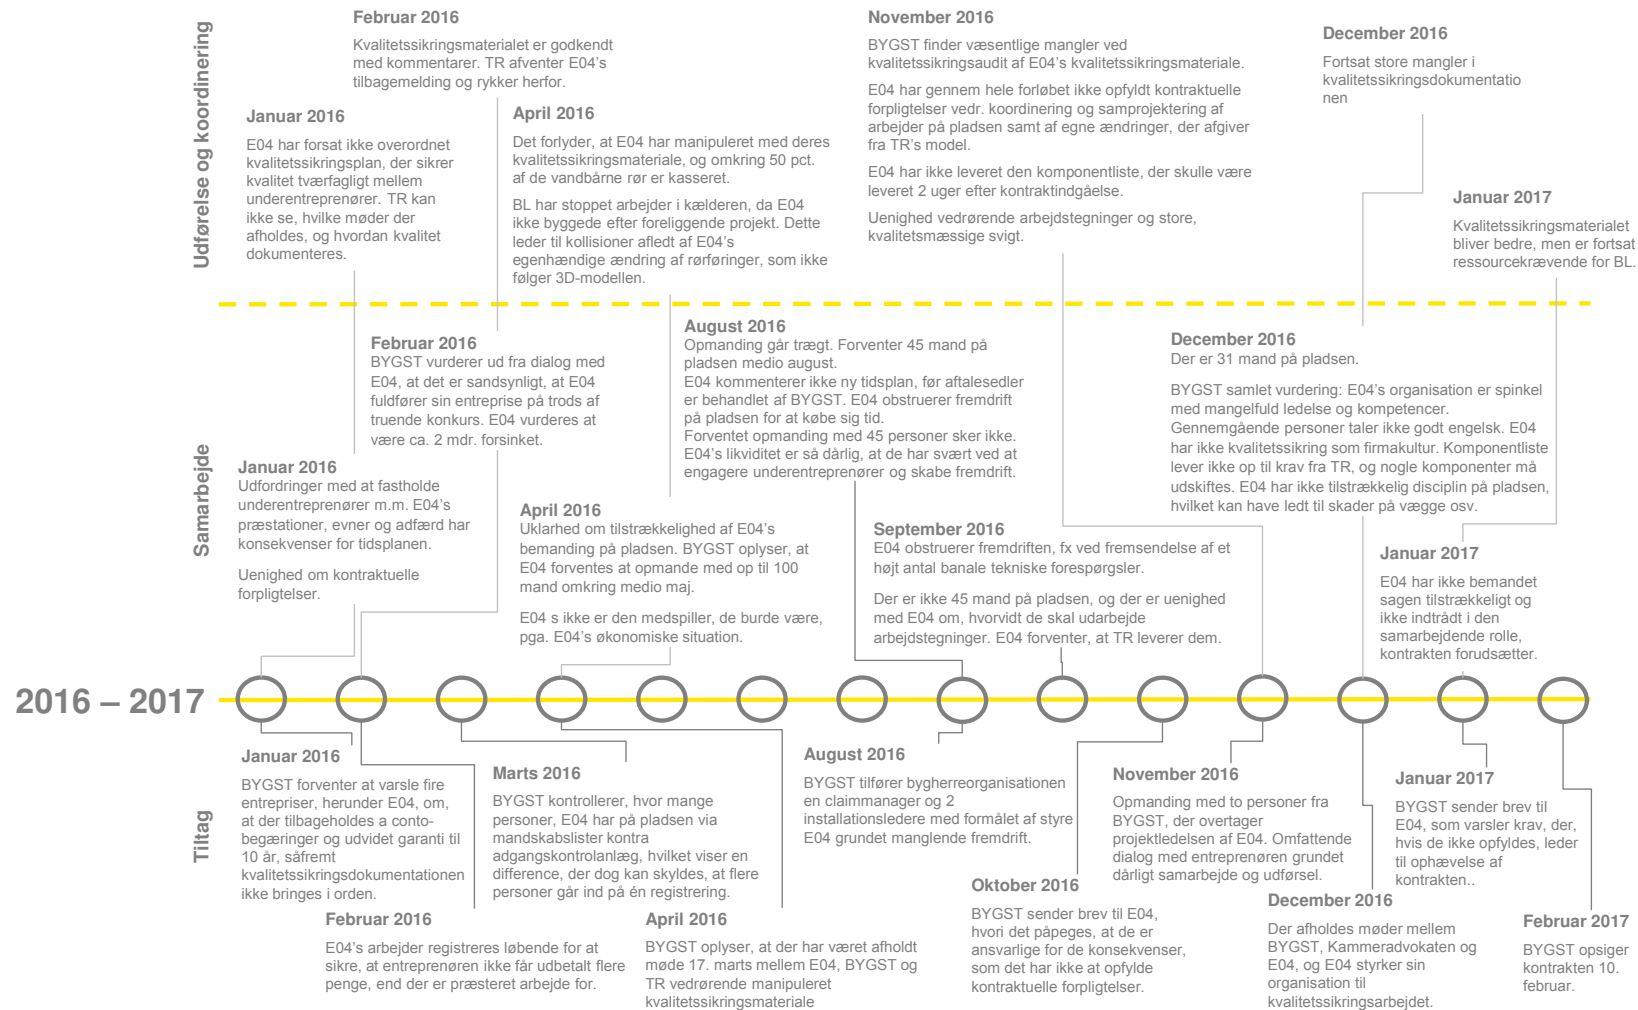 Udførelse og koordinering
Februar 2016
Kvalitetssikringsmaterialet er godkendt
med kommentarer. TR afventer E04's
tilbagemelding og rykker herfor.
Januar 2016
E04 har forsat ikke overordnet
kvalitetssikringsplan, der sikrer
kvalitet tværfagligt mellem
underentreprenører. TR kan
ikke se, hvilke møder der
afholdes, og hvordan kvalitet
dokumenteres.
April 2016
Det forlyder, at E04 har manipuleret med deres
kvalitetssikringsmateriale, og omkring 50 pct.
af de vandbårne rør er kasseret.
BL har stoppet arbejder i kælderen, da E04
ikke byggede efter foreliggende projekt. Dette
leder til kollisioner afledt af E04's
egenhændige ændring af rørføringer, som ikke
følger 3D-modellen.
November 2016
BYGST finder væsentlige mangler ved
kvalitetssikringsaudit af E04's kvalitetssikringsmateriale.
E04 har gennem hele forløbet ikke opfyldt kontraktuelle
forpligtelser vedr. koordinering og samprojektering af
arbejder på pladsen samt af egne ændringer, der afgiver
fra TR's model.
E04 har ikke leveret den komponentliste, der skulle være
leveret 2 uger efter kontraktindgåelse.
Uenighed vedrørende arbejdstegninger og store,
kvalitetsmæssige svigt.
December 2016
Fortsat store mangler i
kvalitetssikringsdokumentatio
nen
Januar 2017
Kvalitetssikringsmaterialet
bliver bedre, men er fortsat
ressourcekrævende for BL.
Samarbejde
Januar 2016
Udfordringer med at fastholde
underentreprenører m.m. E04's
præstationer, evner og adfærd har
konsekvenser for tidsplanen.
Uenighed om kontraktuelle
forpligtelser.
Februar 2016
BYGST vurderer ud fra dialog med
E04, at det er sandsynligt, at E04
fuldfører sin entreprise på trods af
truende konkurs. E04 vurderes at
være ca. 2 mdr. forsinket.
April 2016
Uklarhed om tilstrækkelighed af E04's
bemanding på pladsen. BYGST oplyser, at
E04 forventes at opmande med op til 100
mand omkring medio maj.
E04 s ikke er den medspiller, de burde være,
pga. E04's økonomiske situation.
August 2016
Opmanding går trægt. Forventer 45 mand på
pladsen medio august.
E04 kommenterer ikke ny tidsplan, før aftalesedler
er behandlet af BYGST. E04 obstruerer fremdrift
på pladsen for at købe sig tid.
Forventet opmanding med 45 personer sker ikke.
E04's likviditet er så dårlig, at de har svært ved at
engagere underentreprenører og skabe fremdrift.
September 2016
E04 obstruerer fremdriften, fx ved fremsendelse af et
højt antal banale tekniske forespørgsler.
Der er ikke 45 mand på pladsen, og der er uenighed
med E04 om, hvorvidt de skal udarbejde
arbejdstegninger. E04 forventer, at TR leverer dem.
December 2016
Der er 31 mand på pladsen.
BYGST samlet vurdering: E04's organisation er spinkel
med mangelfuld ledelse og kompetencer.
Gennemgående personer taler ikke godt engelsk. E04
har ikke kvalitetssikring som firmakultur. Komponentliste
lever ikke op til krav fra TR, og nogle komponenter må
udskiftes. E04 har ikke tilstrækkelig disciplin på pladsen,
hvilket kan have ledt til skader på vægge osv.
Januar 2017
E04 har ikke bemandet
sagen tilstrækkeligt og
ikke indtrådt i den
samarbejdende rolle,
kontrakten forudsætter.
2016 – 2017
Tiltag
Januar 2016
BYGST forventer at varsle fire
entrepriser, herunder E04, om,
at der tilbageholdes a conto-
begæringer og udvidet garanti til
10 år, såfremt
kvalitetssikringsdokumentationen
ikke bringes i orden.
Februar 2016
E04's arbejder registreres løbende for at
sikre, at entreprenøren ikke får udbetalt flere
penge, end der er præsteret arbejde for.
Marts 2016
BYGST kontrollerer, hvor mange
personer, E04 har på pladsen via
mandskabslister kontra
adgangskontrolanlæg, hvilket viser en
difference, der dog kan skyldes, at flere
personer går ind på én registrering.
April 2016
BYGST oplyser, at der har været afholdt
møde 17. marts mellem E04, BYGST og
TR vedrørende manipuleret
kvalitetssikringsmateriale
August 2016
BYGST tilfører bygherreorganisationen
en claimmanager og 2
installationsledere med formålet af styre
E04 grundet manglende fremdrift.
Oktober 2016
BYGST sender brev til E04,
hvori det påpeges, at de er
ansvarlige for de konsekvenser,
som det har ikke at opfylde
kontraktuelle forpligtelser.
November 2016
Opmanding med to personer fra
BYGST, der overtager
projektledelsen af E04. Omfattende
dialog med entreprenøren grundet
dårligt samarbejde og udførsel.
December 2016
Der afholdes møder mellem
BYGST, Kammeradvokaten og
E04, og E04 styrker sin
organisation til
kvalitetssikringsarbejdet.
Januar 2017
BYGST sender brev til
E04, som varsler krav, der,
hvis de ikke opfyldes, leder
til ophævelse af
kontrakten..
Februar 2017
BYGST opsiger
kontrakten 10.
februar.